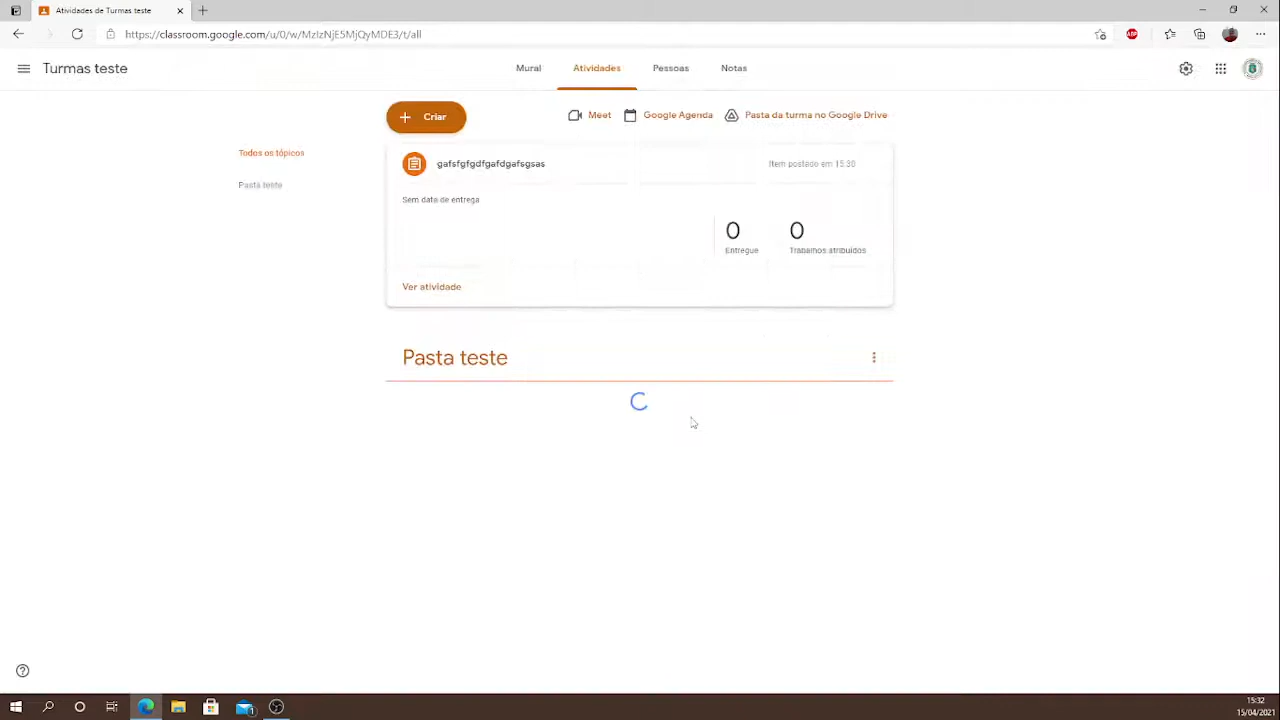 Atividades de Turmas teste
https://classroom.google.com/u/0/w/MzIzNjE5MjQyMDE3/t/all
ABP
Turmas teste
Mural
Atividades
Pessoas
Notas
Criar
Meet
Google Agenda
Pasta da turma no Google Drive
Todos os tópicos
Pasta teste
gafsfgfgdfgafdgafsgsas
Item postado em 15:30
Sem data de entrega
0
Entregue
0
Trabalhos atribuídos
Ver atividade
Pasta teste
15:32
15/04/2021